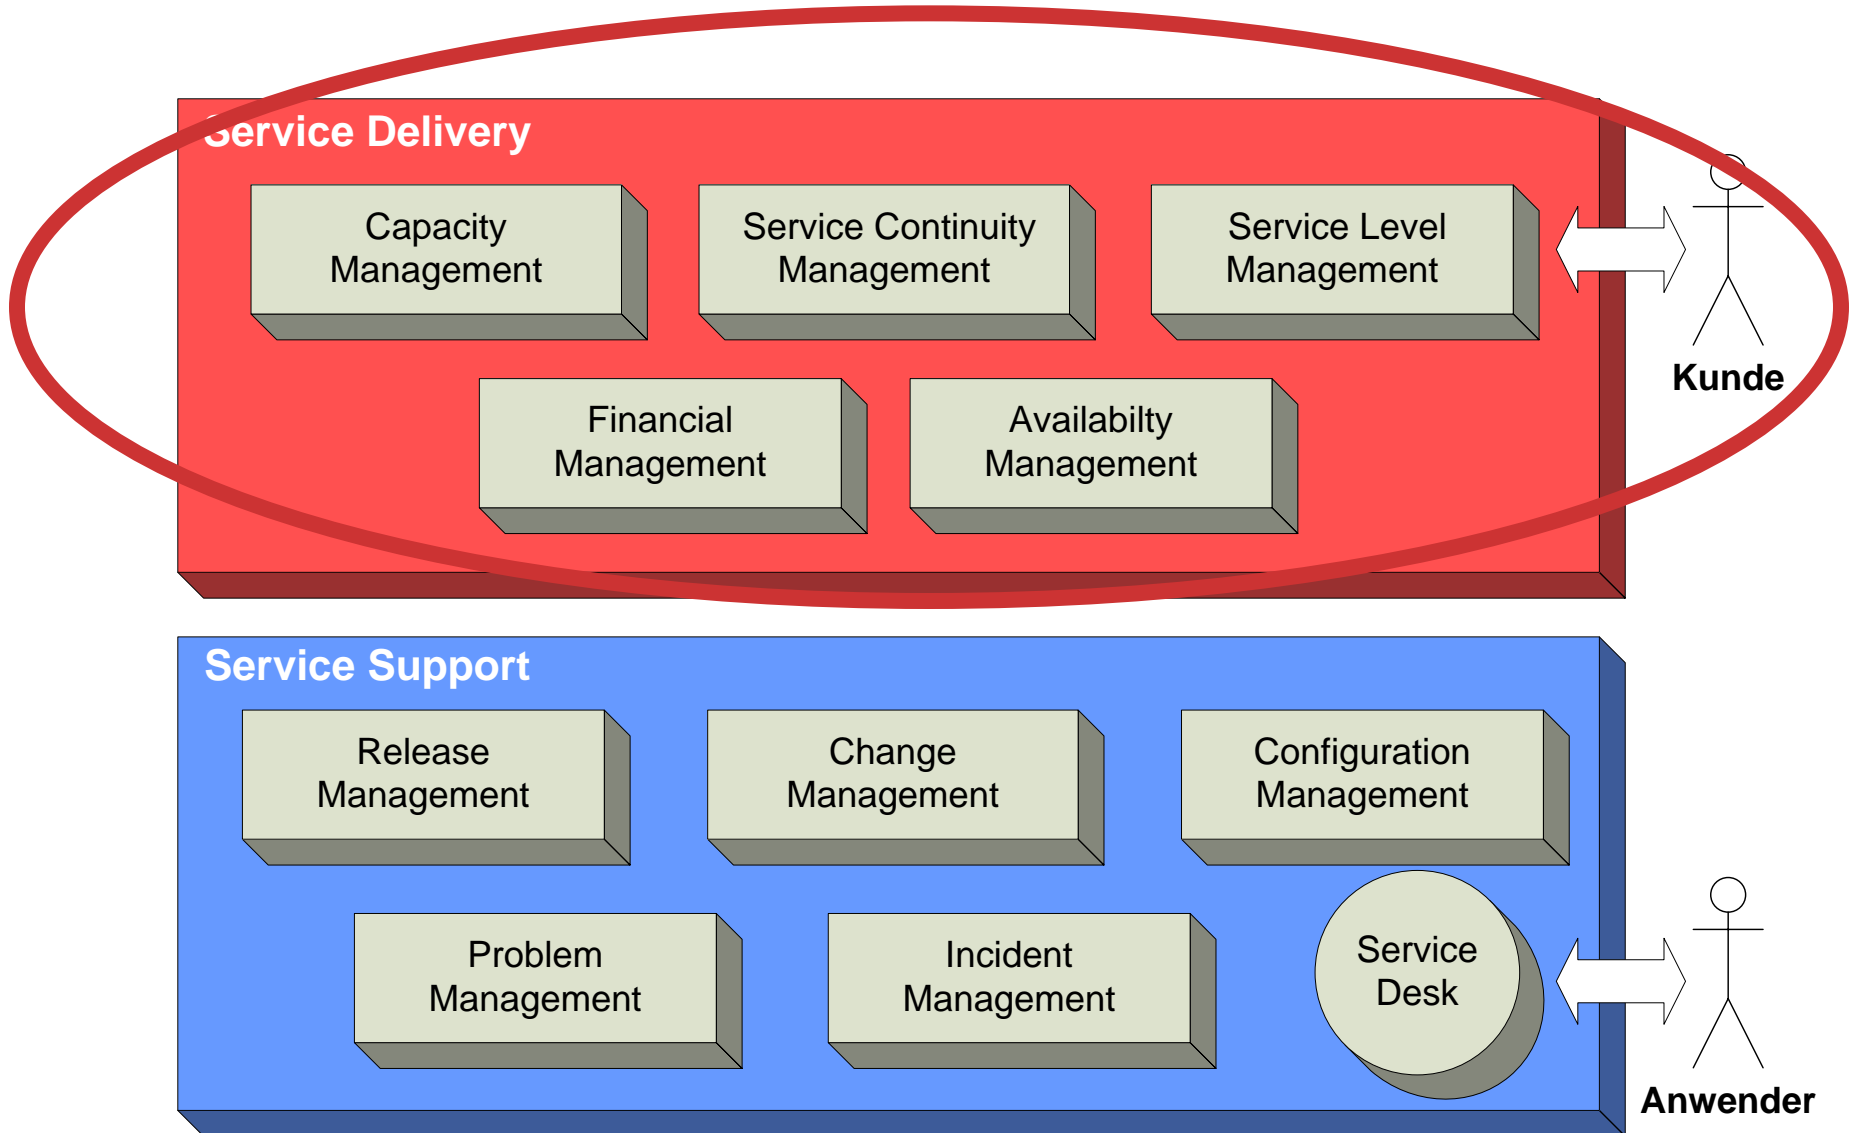 Service Delivery
Capacity
Management
Service Continuity
Management
Service Level
Management
Kunde
Financial
Management
Availabilty
Management
Service Support
Release
Management
Change
Management
Configuration
Management
Problem
Management
Incident
Management
Service
Desk
Anwender